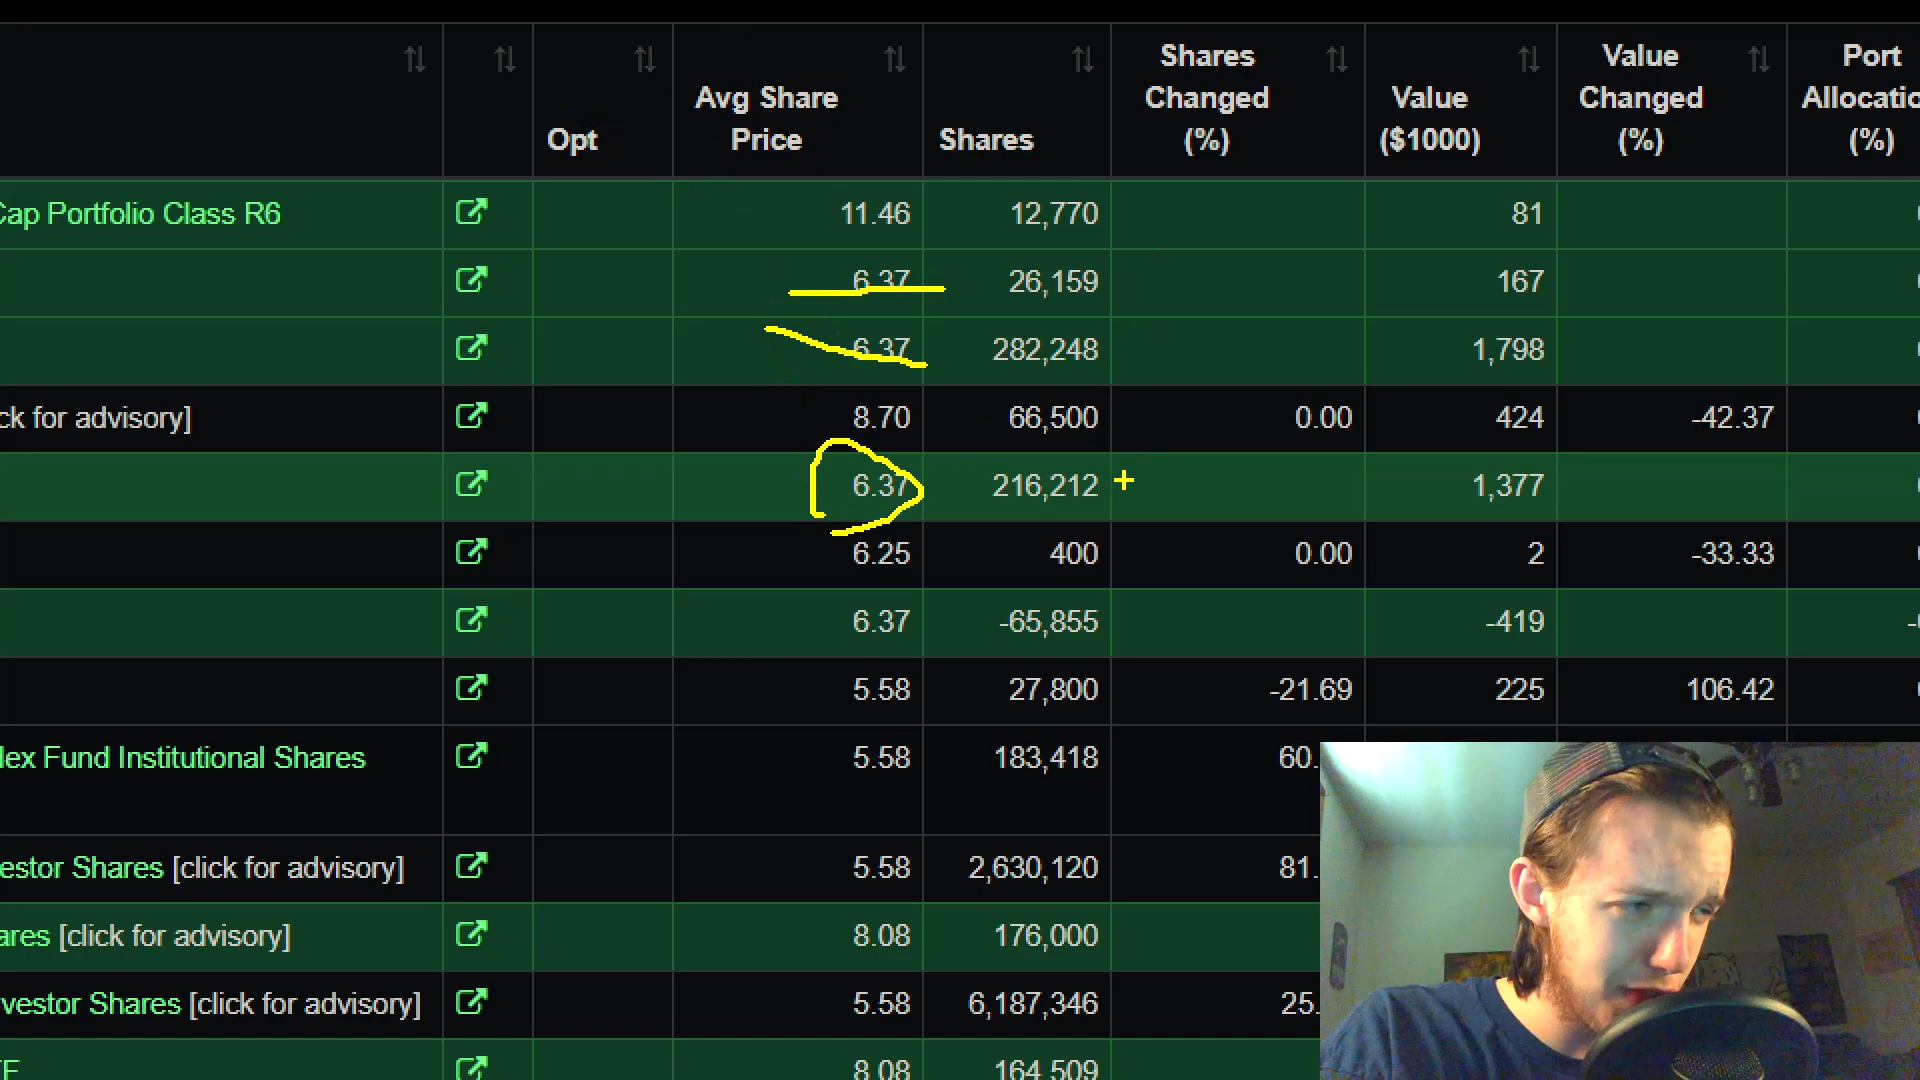 Shares Value Port
Avg Share Changed Value Changed Allocatio
Opt Price Shares (%) ($1000) (%) (%)
Cap Portfolio Class R6 11.46 12,770 81
6.37 26,159 167
6.37 282,248 1,798
ck for advisory] 8.70 66,500 0.00 424 -42.37
6.37 216,212 1,377
6.25 400 0.00 2 -33.33
6.37 -65,855 -419
5.58 27,800 -21.69 225 106.42
dex Fund Institutional Shares 5.58 183,418 60.
estor Shares [click for advisory] 5.58 2,630,120 81.
ares [click for advisory] 8.08 176,000
vestor Shares [click for advisory] 5.58 6,187,346 25.
TF 8.08 164,509